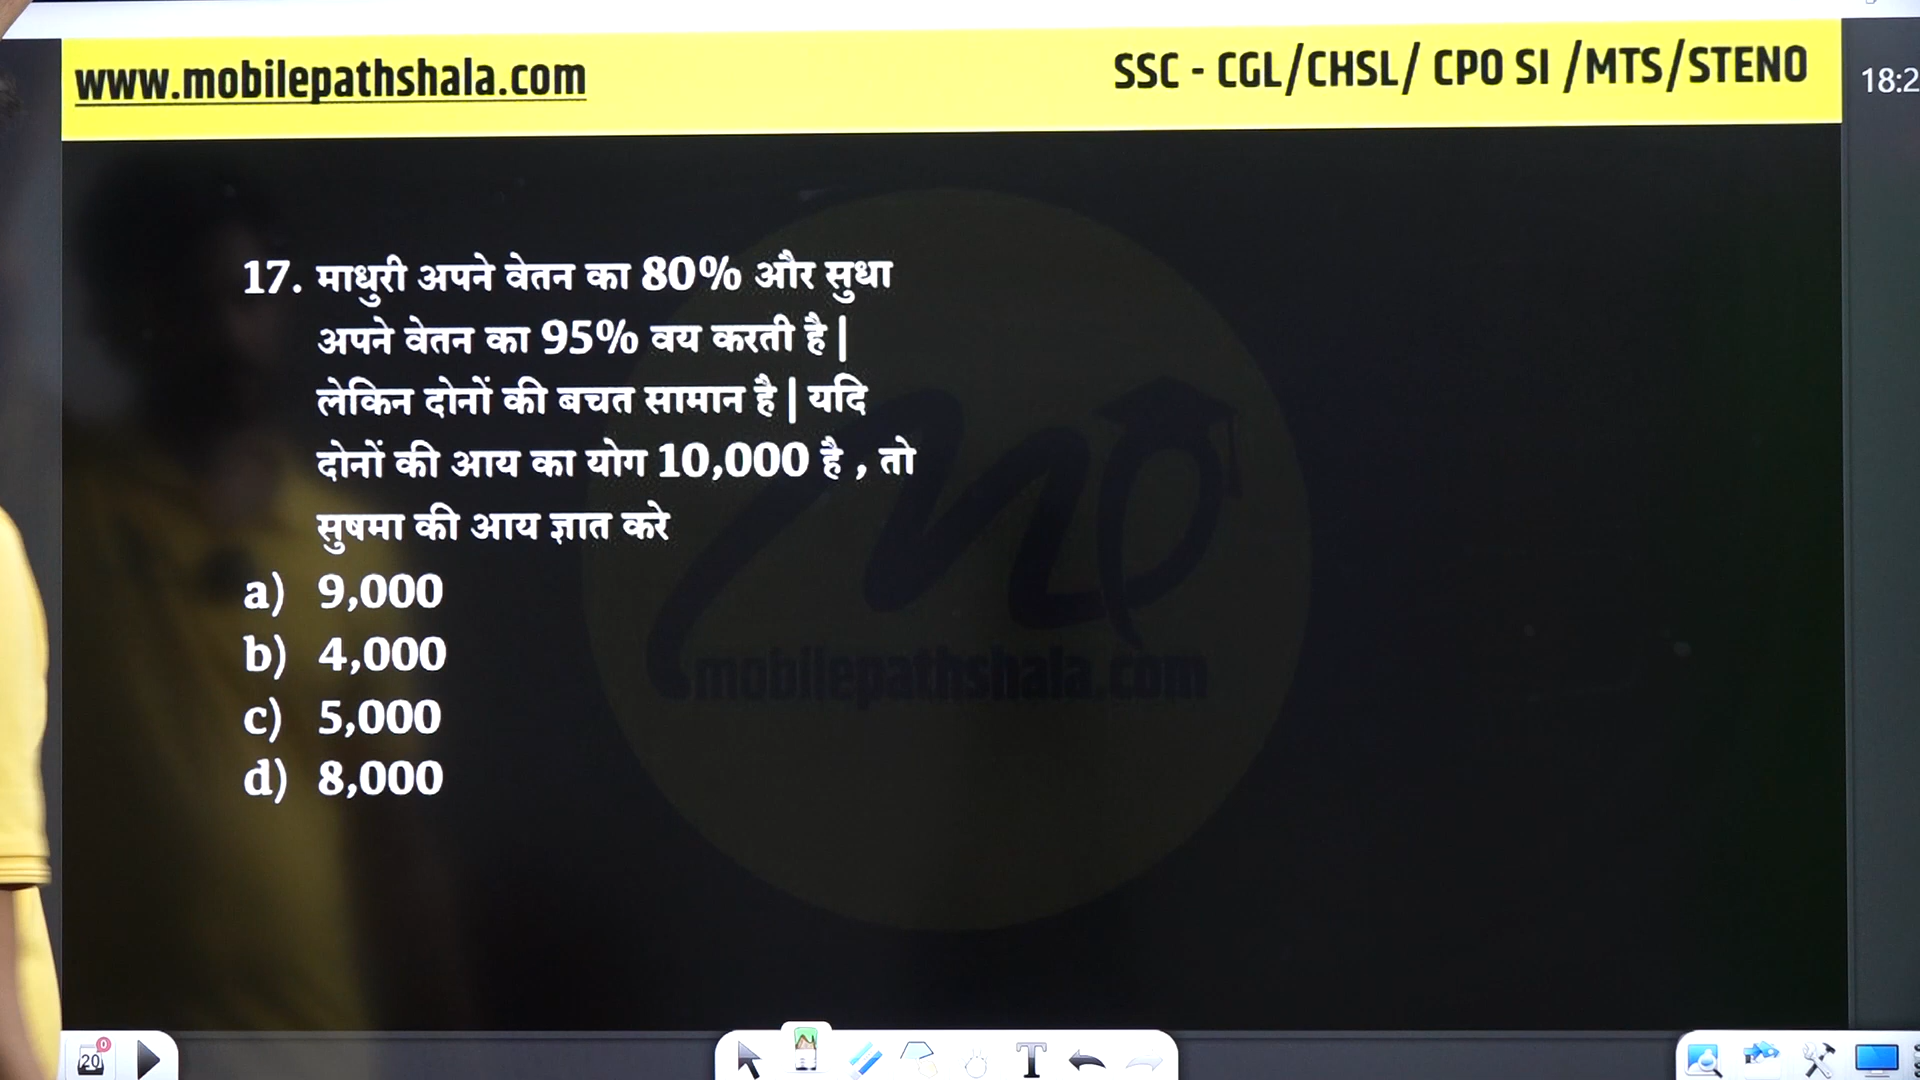 www.mobilepathshala.com
SSC - CGL/CHSL/ CPO SI /MTS/STENO
18:2
17. माधुरी अपने वेतन का 80% और सुधा
अपने वेतन का 95% वय करती है |
लेकिन दोनों की बचत सामान है | यदि
दोनों की आय का योग 10,000 है , तो
सुषमा की आय ज्ञात करे
a) 9,000
b) 4,000
c) 5,000
d) 8,000
mobilepathshala.com
20
0
T